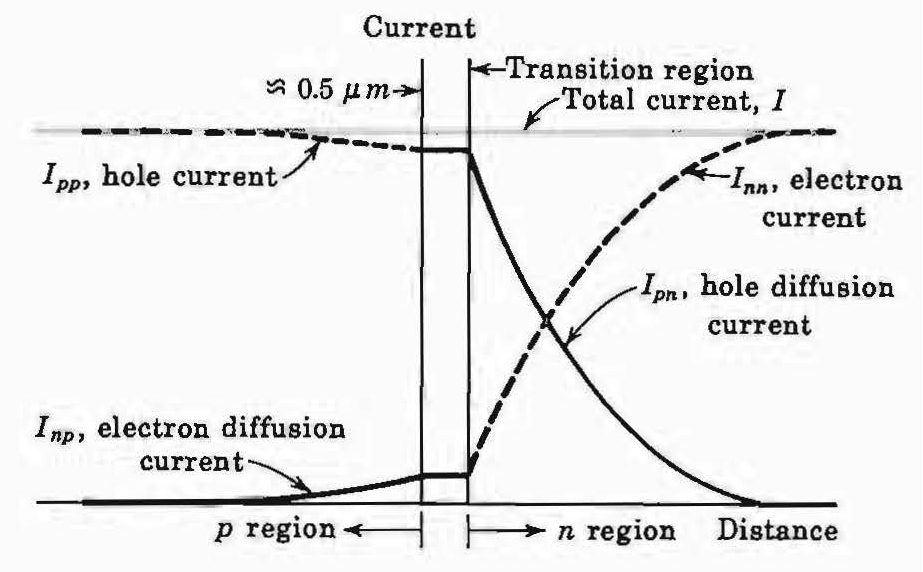 Current
Transition region
≈ 0.5 μm
Total current, I
I_pp, hole current
I_nn, electron
current
I_pn, hole diffusion
current
I_np, electron diffusion
current
p region
n region
Distance